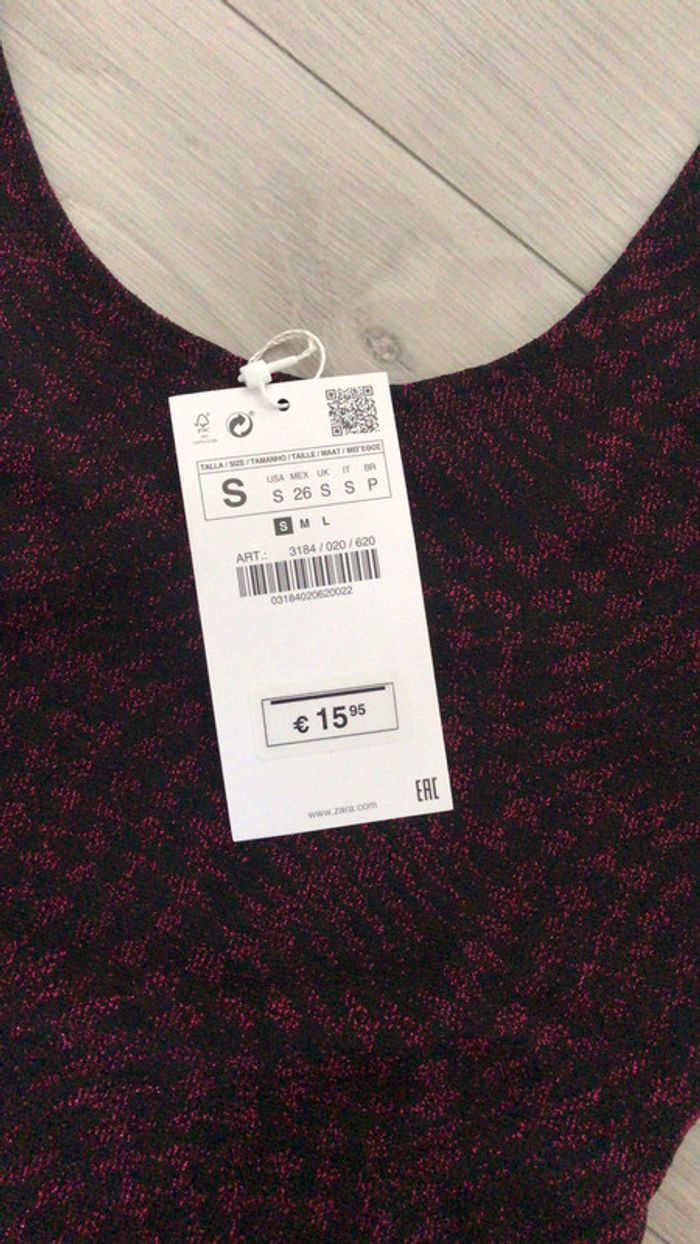 FSC
TALLA / SIZE / TAMANHO / TAILLE / MAAT / ΜΕΓΕΘΟΣ
S
USA MEX UK IT BR
S 26 S S P
S M L
ART.: 3184 / 020 / 620
03184020620022
€ 15 95
www.zara.com
EAC